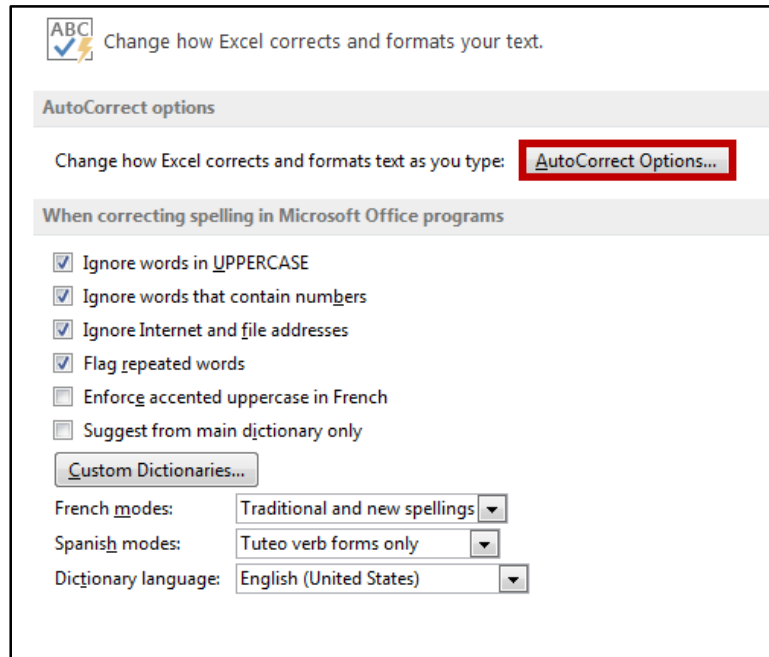 ABC
Change how Excel corrects and formats your text.
AutoCorrect options
Change how Excel corrects and formats text as you type: AutoCorrect Options...
When correcting spelling in Microsoft Office programs
Ignore words in UPPERCASE
Ignore words that contain numbers
Ignore Internet and file addresses
Flag repeated words
Enforce accented uppercase in French
Suggest from main dictionary only
Custom Dictionaries...
French modes: Traditional and new spellings
Spanish modes: Tuteo verb forms only
Dictionary language: English (United States)